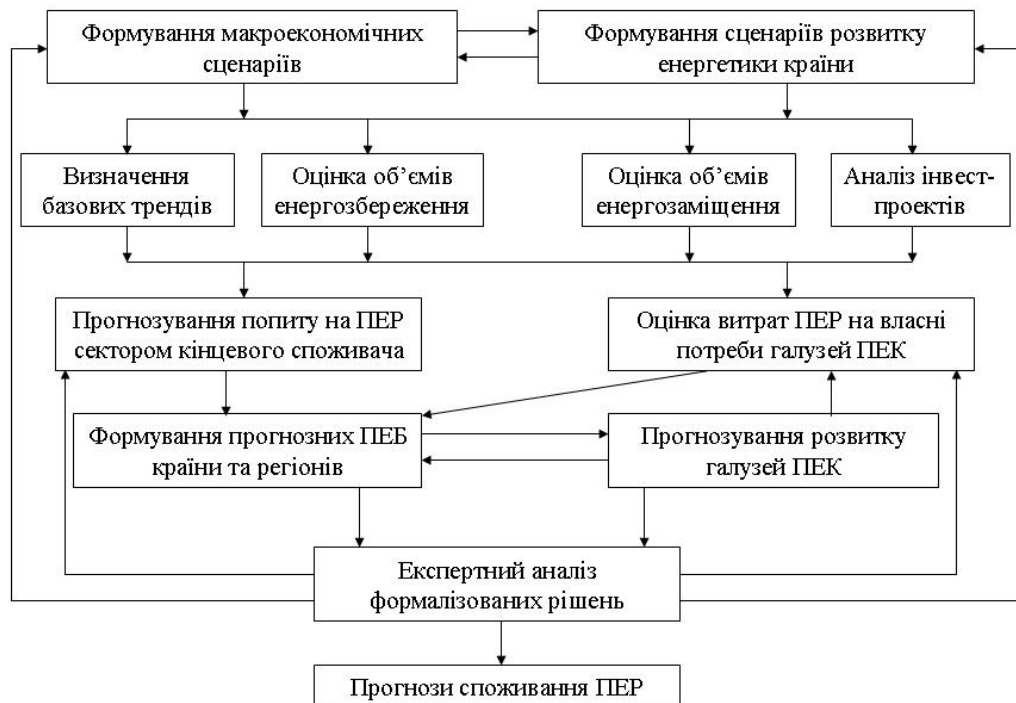 Формування макроекономічних
сценаріїв
Формування сценаріїв розвитку
енергетики країни
Визначення
базових трендів
Оцінка об’ємів
енергозбереження
Оцінка об’ємів
енергозаміщення
Аналіз інвест-
проектів
Прогнозування попиту на ПЕР
сектором кінцевого споживача
Оцінка витрат ПЕР на власні
потреби галузей ПЕК
Формування прогнозних ПЕБ
країни та регіонів
Прогнозування розвитку
галузей ПЕК
Експертний аналіз
формалізованих рішень
Прогнози споживання ПЕР